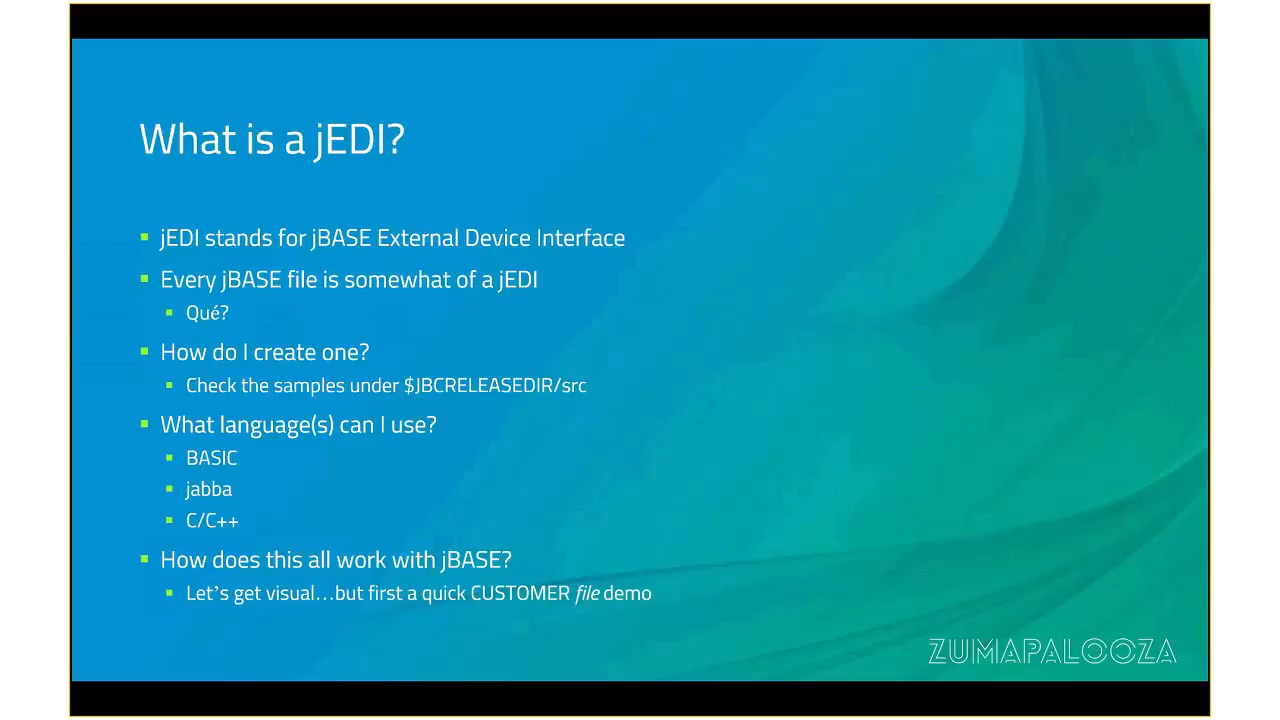 What is a jEDI?
jEDI stands for jBASE External Device Interface
Every jBASE file is somewhat of a jEDI
Qué?
How do I create one?
Check the samples under $JBCRELEASEDIR/src
What language(s) can I use?
BASIC
jabba
C/C++
How does this all work with jBASE?
Let's get visual...but first a quick CUSTOMER file demo
ZUMAPALOOZA